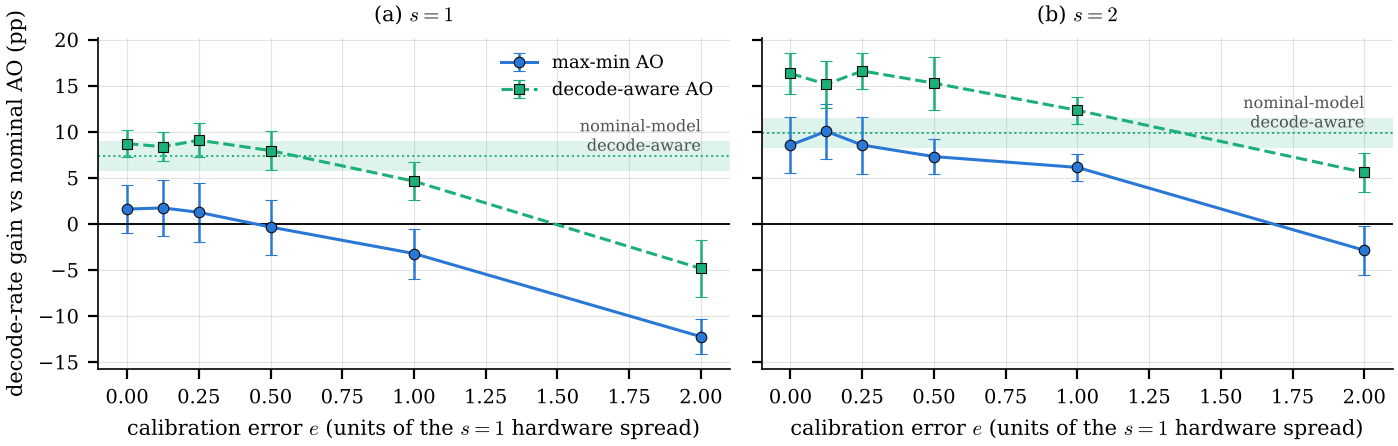 (a) s = 1
(b) s = 2
decode-rate gain vs nominal AO (pp)
20
15
10
5
0
−5
−10
−15
max-min AO
decode-aware AO
nominal-model
decode-aware
nominal-model
decode-aware
0.00 0.25 0.50 0.75 1.00 1.25 1.50 1.75 2.00
0.00 0.25 0.50 0.75 1.00 1.25 1.50 1.75 2.00
calibration error e (units of the s = 1 hardware spread)
calibration error e (units of the s = 1 hardware spread)